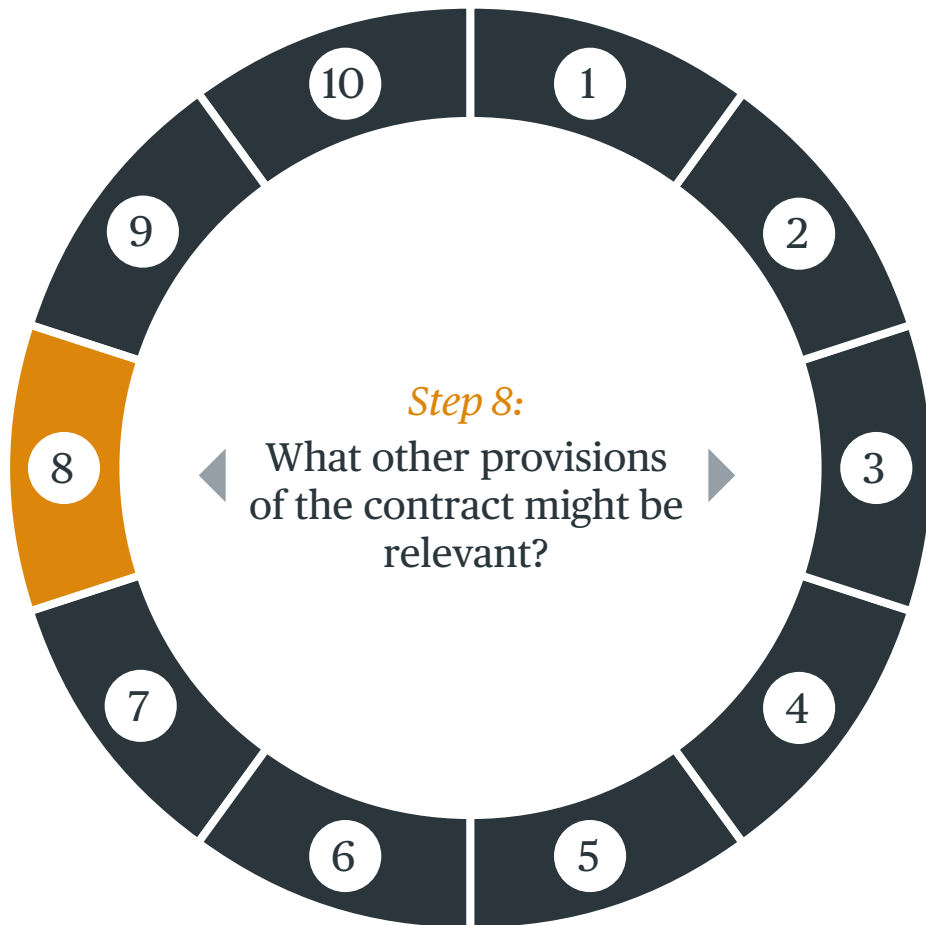 10
1
9
2
Step 8:
What other provisions
of the contract might be
relevant?
8
3
7
4
6
5